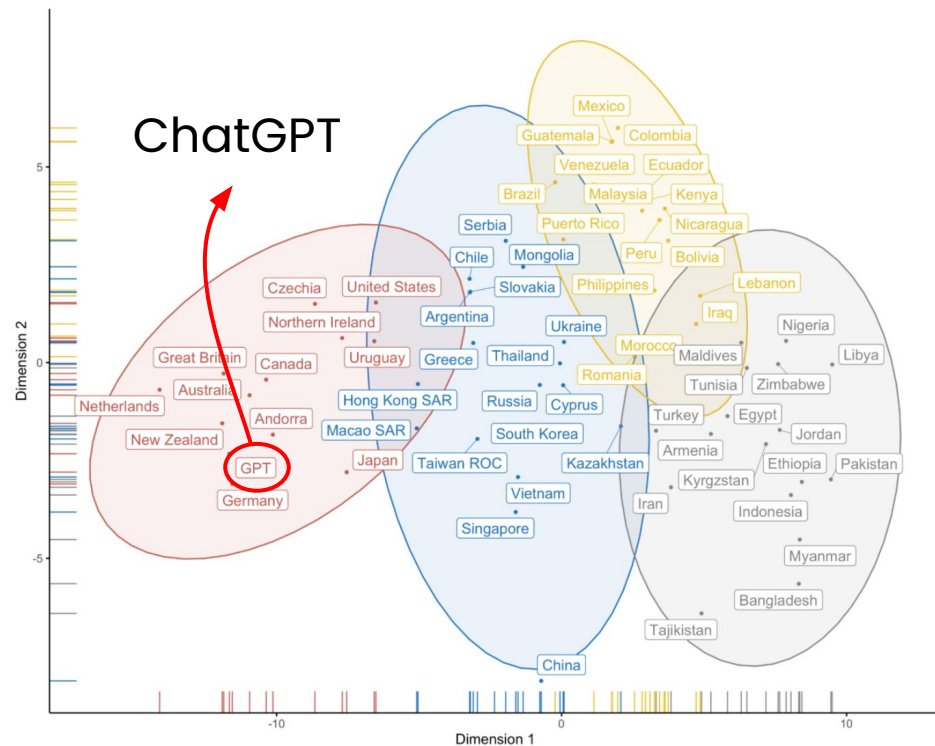 ChatGPT
Mexico
Guatemala
Colombia
Venezuela
Ecuador
Brazil
Malaysia
Kenya
Serbia
Puerto Rico
Nicaragua
Chile
Mongolia
Peru
Bolivia
Czechia
United States
Slovakia
Philippines
Lebanon
Northern Ireland
Argentina
Ukraine
Iraq
Nigeria
Great Britain
Canada
Uruguay
Greece
Thailand
Morocco
Maldives
Libya
Netherlands
Australia
Hong Kong SAR
Russia
Cyprus
Romania
Tunisia
Zimbabwe
New Zealand
Andorra
Macao SAR
South Korea
Turkey
Egypt
Jordan
GPT
Japan
Taiwan ROC
Kazakhstan
Armenia
Ethiopia
Pakistan
Germany
Vietnam
Iran
Kyrgzstan
Indonesia
Singapore
Myanmar
Bangladesh
Tajikistan
China
5
0
-5
Dimension 2
-10
0
10
Dimension 1